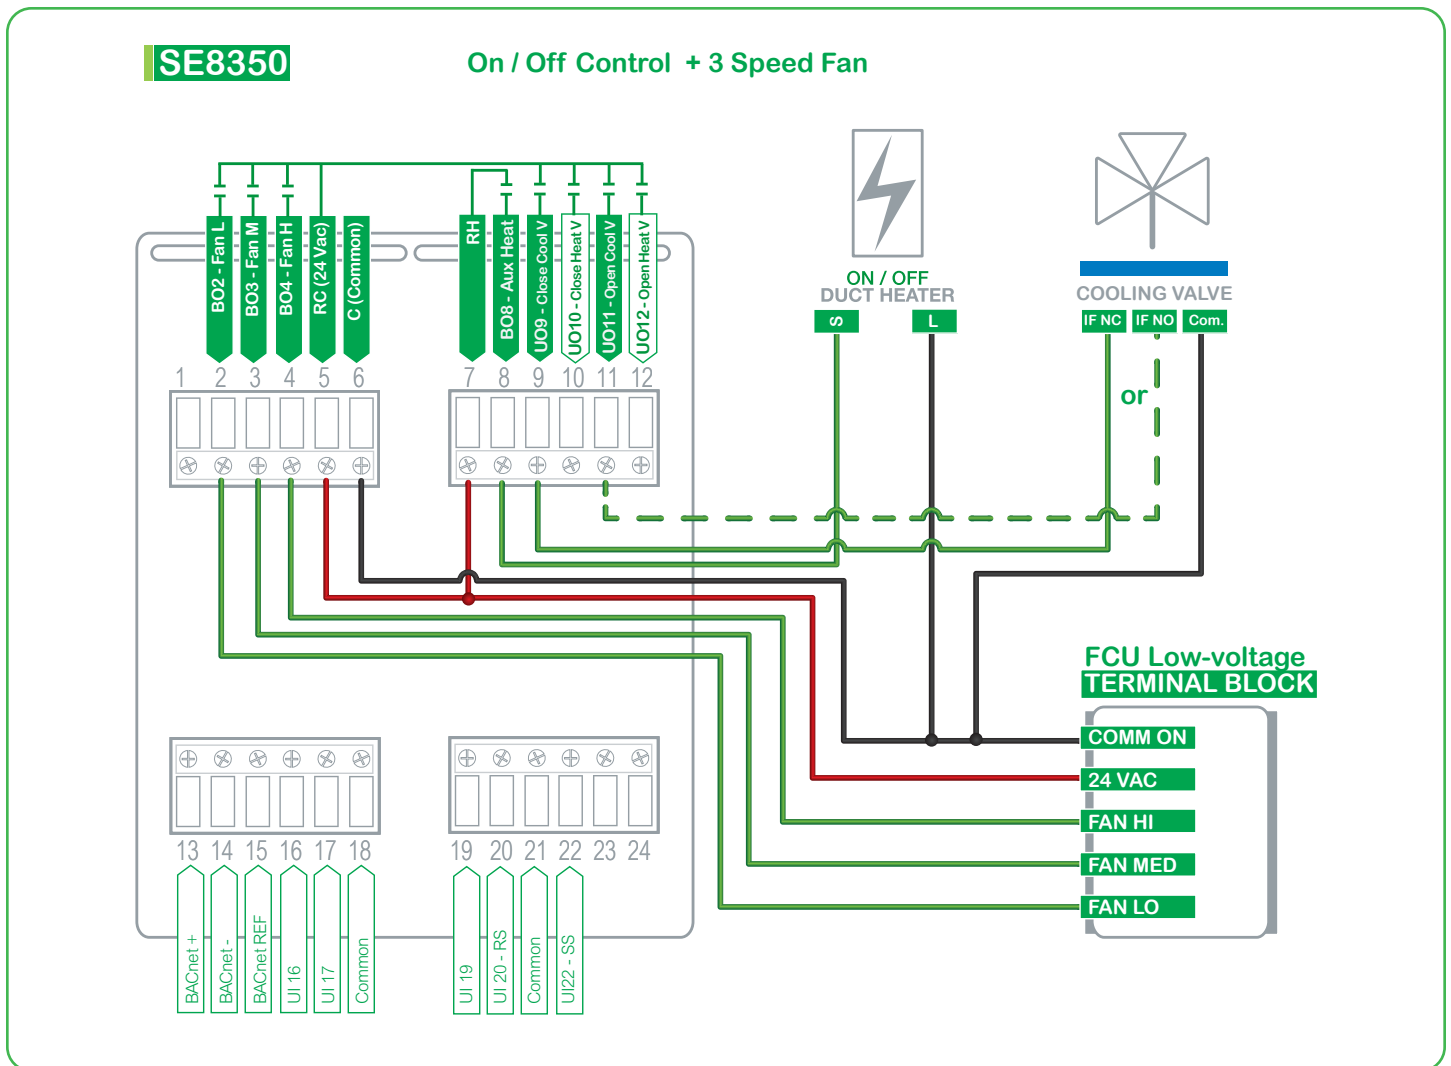 SE8350
On / Off Control + 3 Speed Fan
BO2 - Fan L
BO3 - Fan M
BO4 - Fan H
RC (24 Vac)
C (Common)
RH
BO8 - Aux Heat
UO9 - Close Cool V
UO10 - Close Heat V
UO11 - Open Cool V
UO12 - Open Heat V
1 2 3 4 5 6
7 8 9 10 11 12
ON / OFF
DUCT HEATER
S L
COOLING VALVE
IF NC IF NO Com.
or
FCU Low-voltage
TERMINAL BLOCK
COMM ON
24 VAC
FAN HI
FAN MED
FAN LO
13 14 15 16 17 18
19 20 21 22 23 24
BACnet +
BACnet -
BACnet REF
UI 16
UI 17
Common
UI 19
UI 20 - RS
Common
UI22 - SS